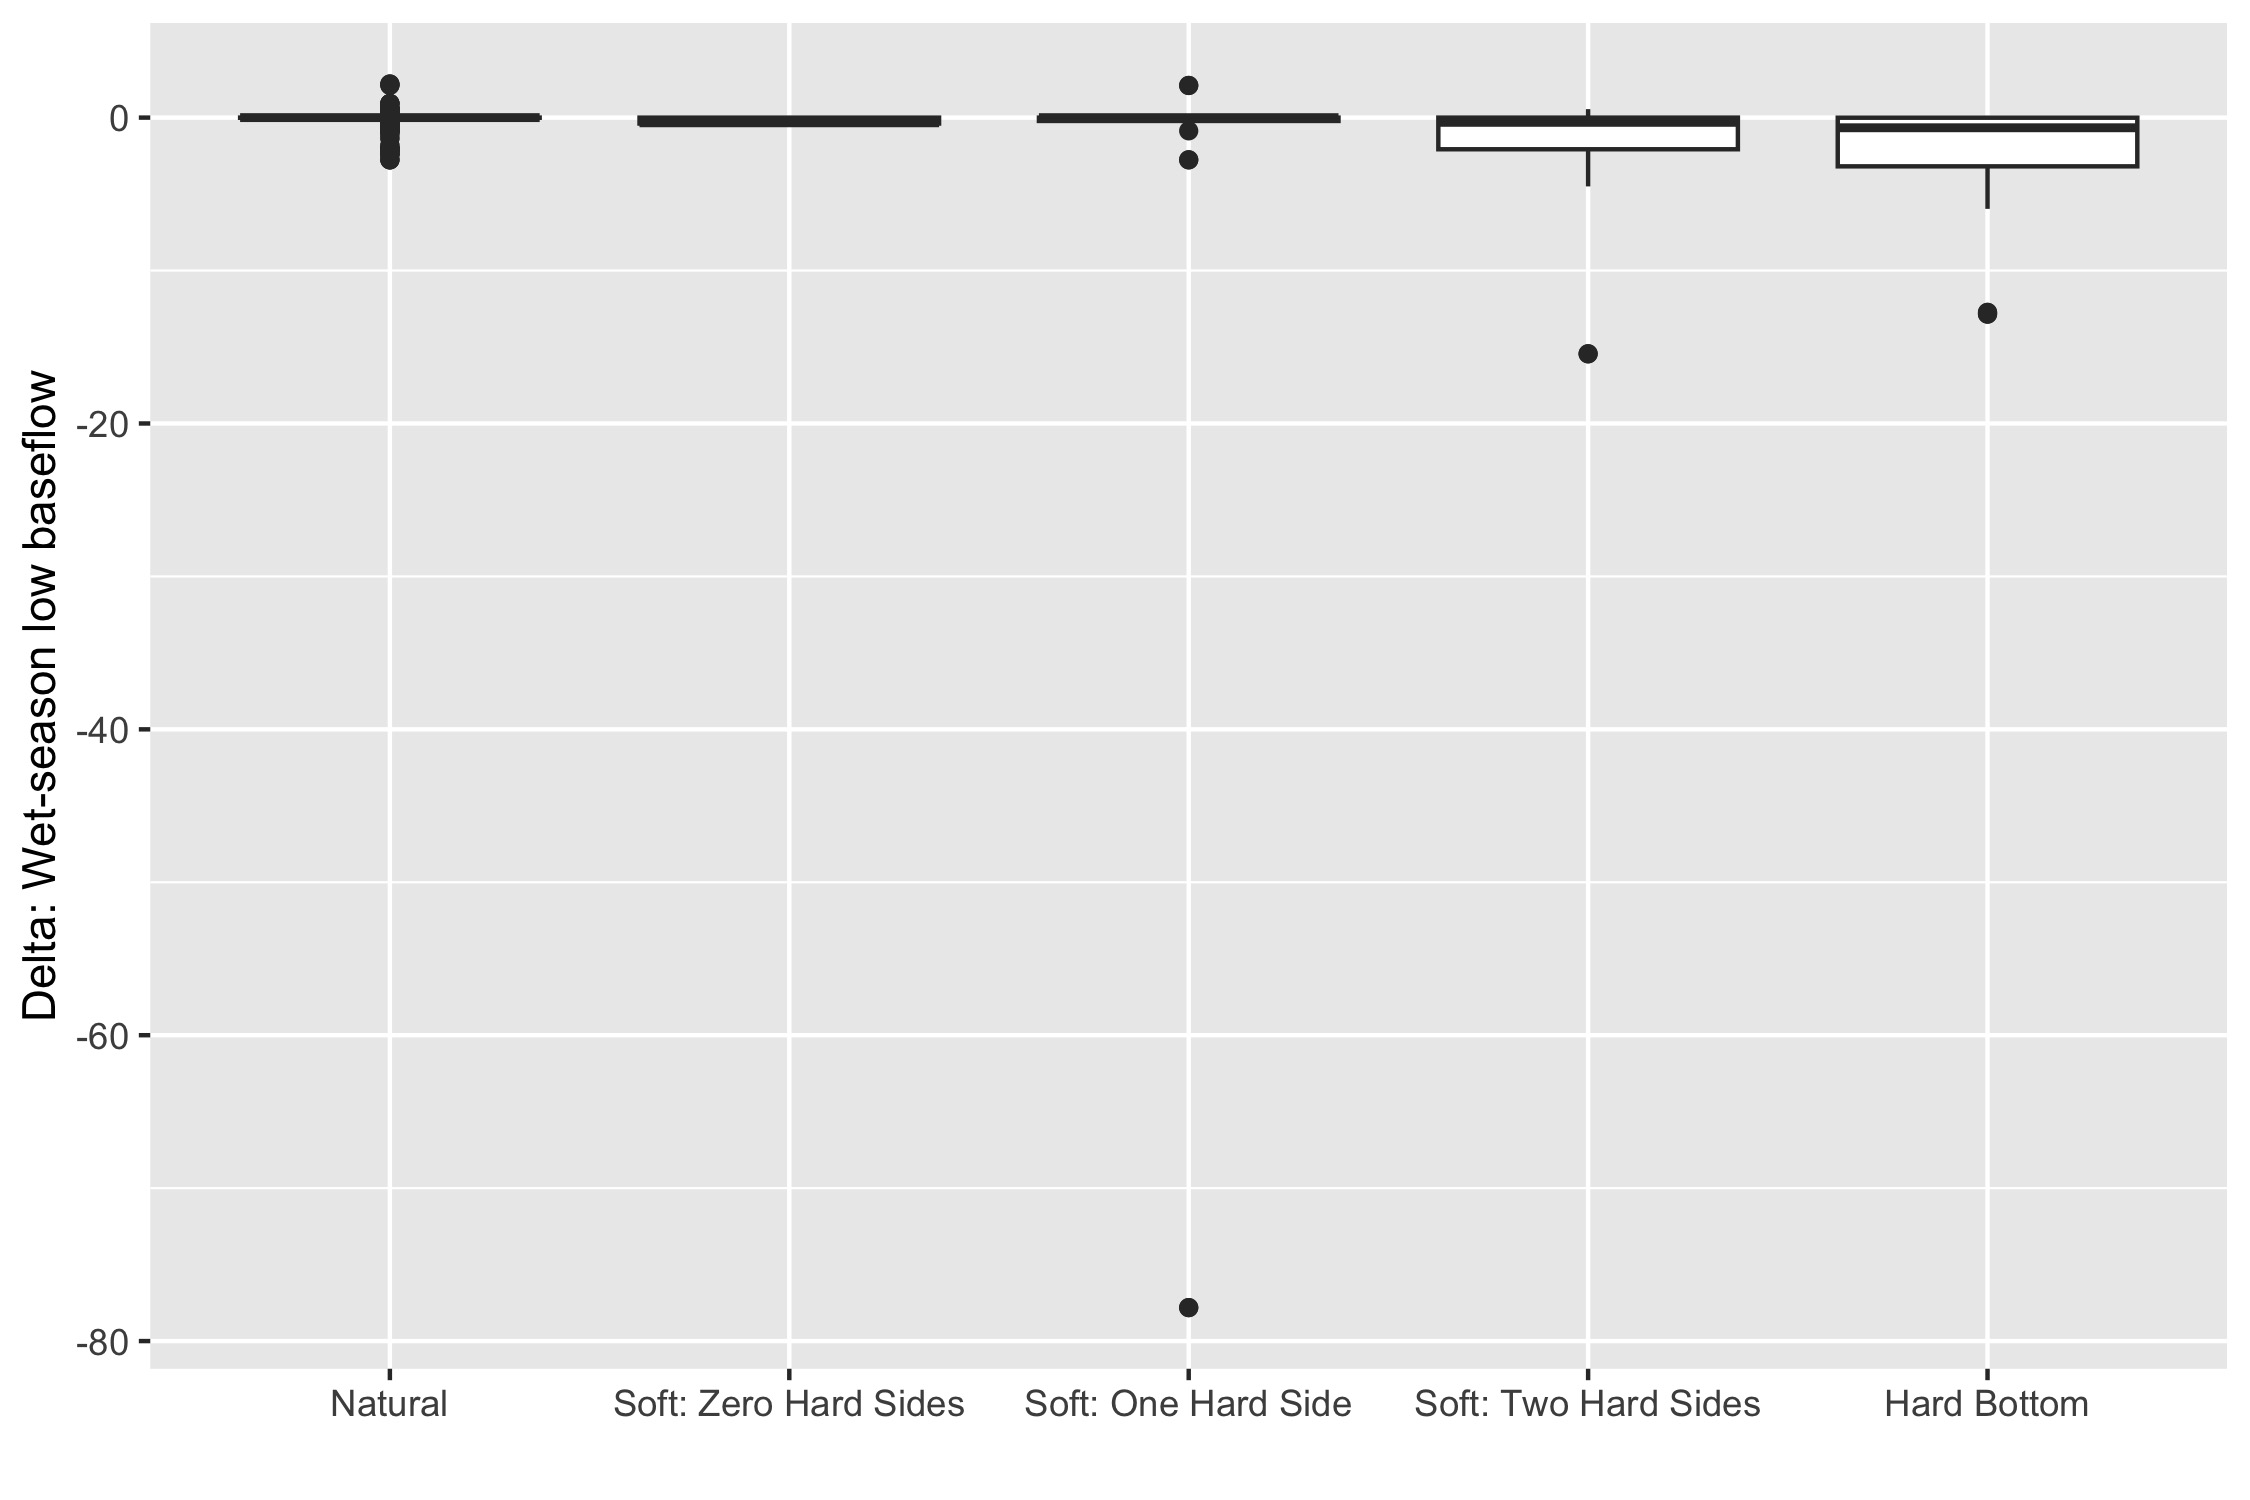 Delta: Wet-season low baseflow
0
-20
-40
-60
-80
Natural
Soft: Zero Hard Sides
Soft: One Hard Side
Soft: Two Hard Sides
Hard Bottom